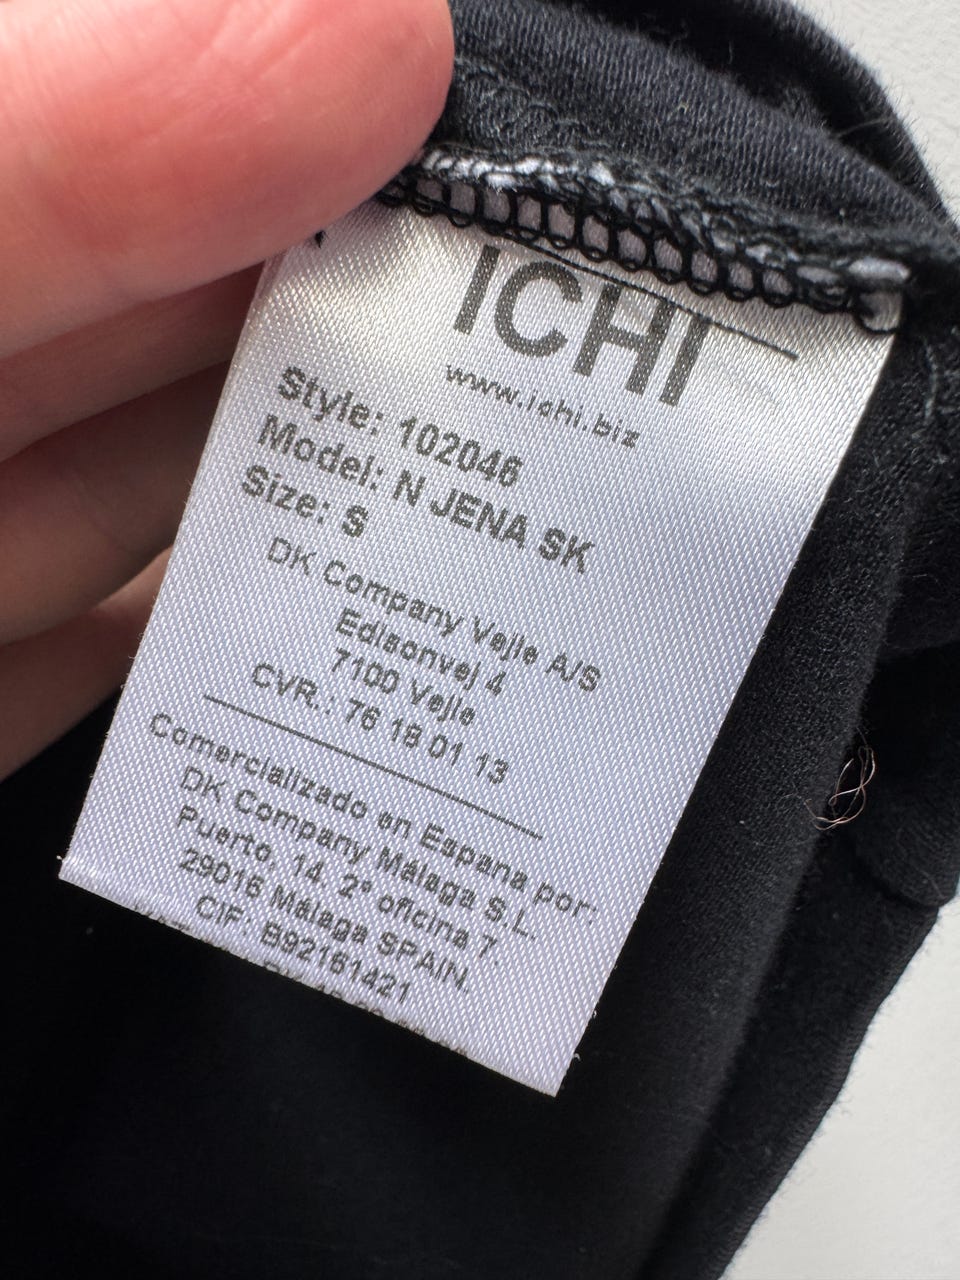 ICHI
www.ichi.biz
Style: 102046
Model: N JENA SK
Size: S
DK Company Vejle A/S
Edisonvej 4
7100 Vejle
CVR.: 76 18 01 13
Comercializado en Espana por:
DK Company Málaga S.L.
Puerto, 14. 2º oficina 7.
29016 Málaga SPAIN.
CIF: B92161421